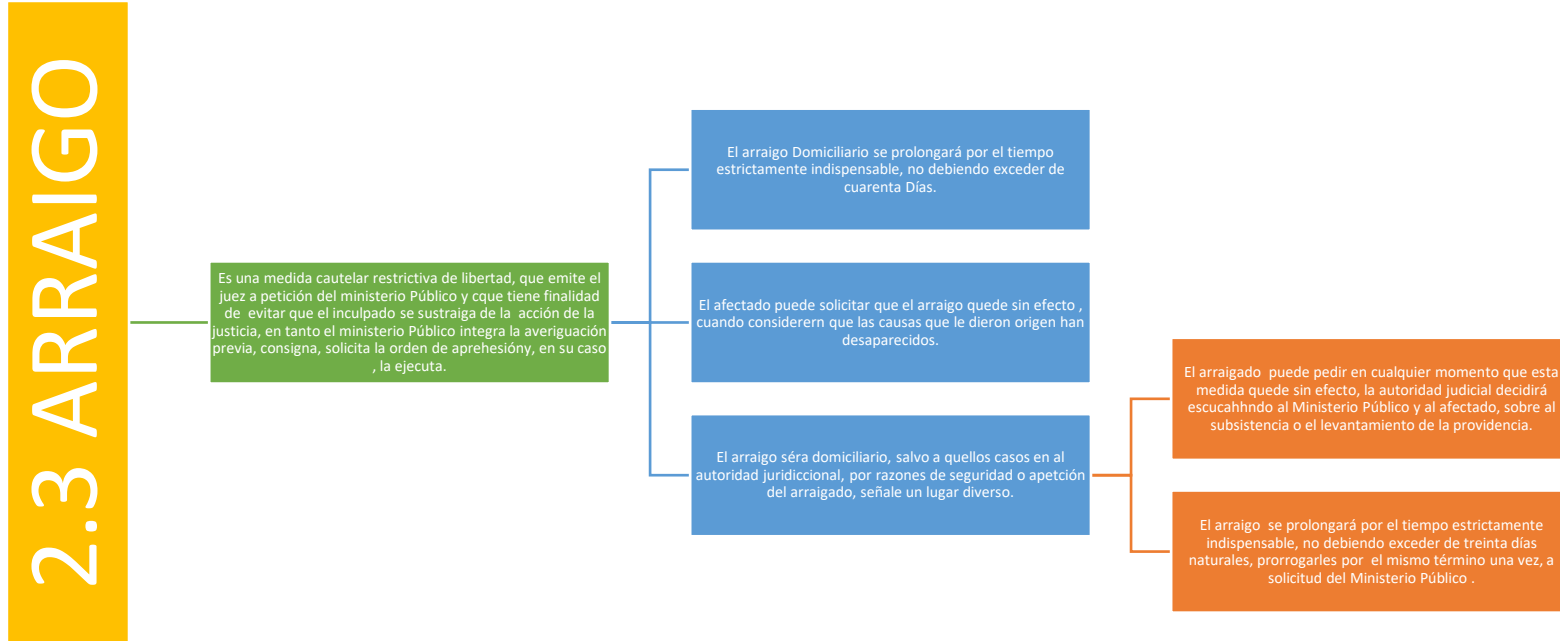 2.3 ARRAIGO
Es una medida cautelar restrictiva de libertad, que emite el
juez a petición del ministerio Público y cque tiene finalidad
de evitar que el inculpado se sustraiga de la acción de la
justicia, en tanto el ministerio Público integra la averiguación
previa, consigna, solicita la orden de aprehesióny, en su caso
, la ejecuta.
El arraigo Domiciliario se prolongará por el tiempo
estrictamente indispensable, no debiendo exceder de
cuarenta Días.
El afectado puede solicitar que el arraigo quede sin efecto ,
cuando considerern que las causas que le dieron origen han
desaparecidos.
El arraigo séra domiciliario, salvo a quellos casos en al
autoridad juridiccional, por razones de seguridad o apetción
del arraigado, señale un lugar diverso.
El arraigado puede pedir en cualquier momento que esta
medida quede sin efecto, la autoridad judicial decidirá
escucahhndo al Ministerio Público y al afectado, sobre al
subsistencia o el levantamiento de la providencia.
El arraigo se prolongará por el tiempo estrictamente
indispensable, no debiendo exceder de treinta días
naturales, prorrogarles por el mismo término una vez, a
solicitud del Ministerio Público .